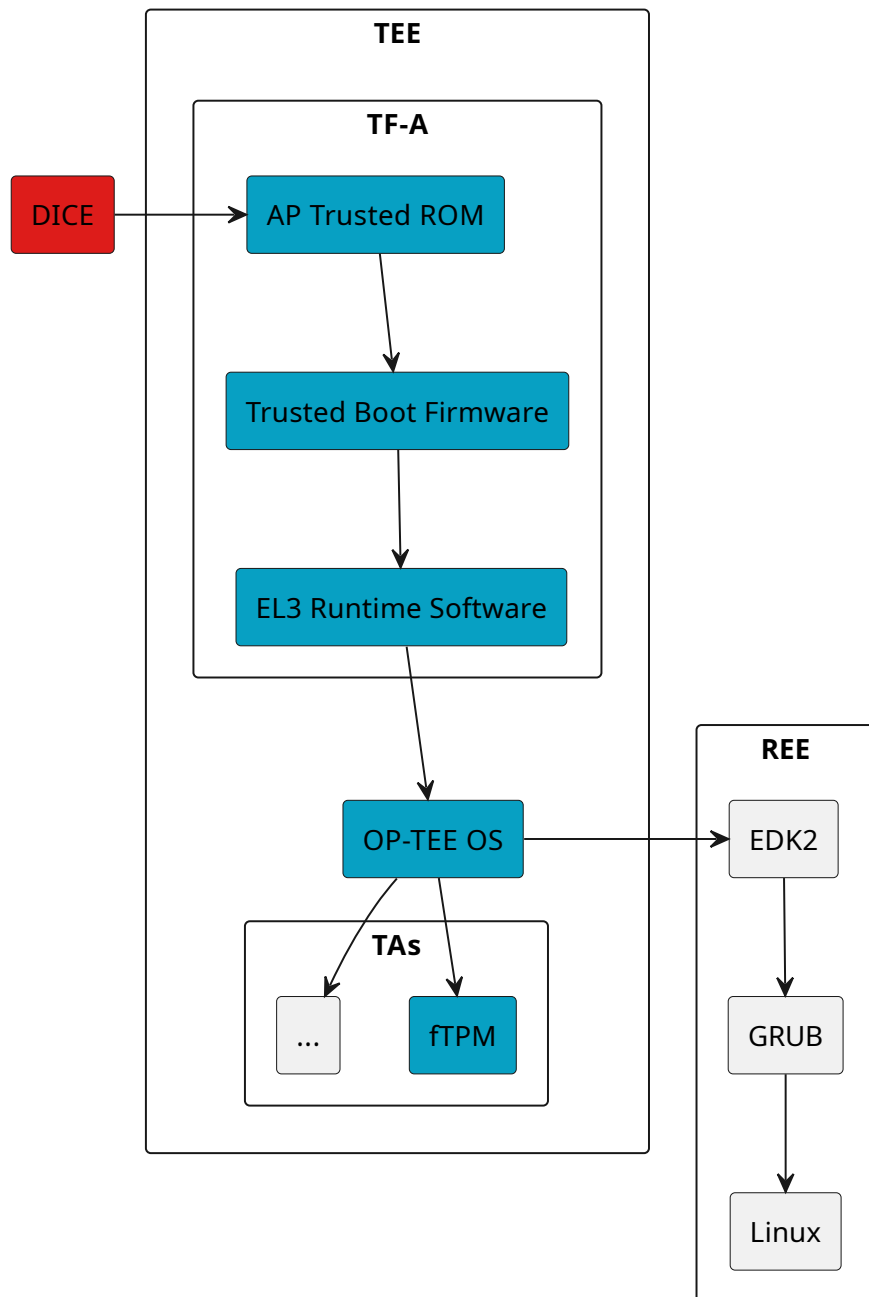 TEE
TF-A
DICE
AP Trusted ROM
Trusted Boot Firmware
EL3 Runtime Software
REE
OP-TEE OS
EDK2
TAs
...
fTPM
GRUB
Linux